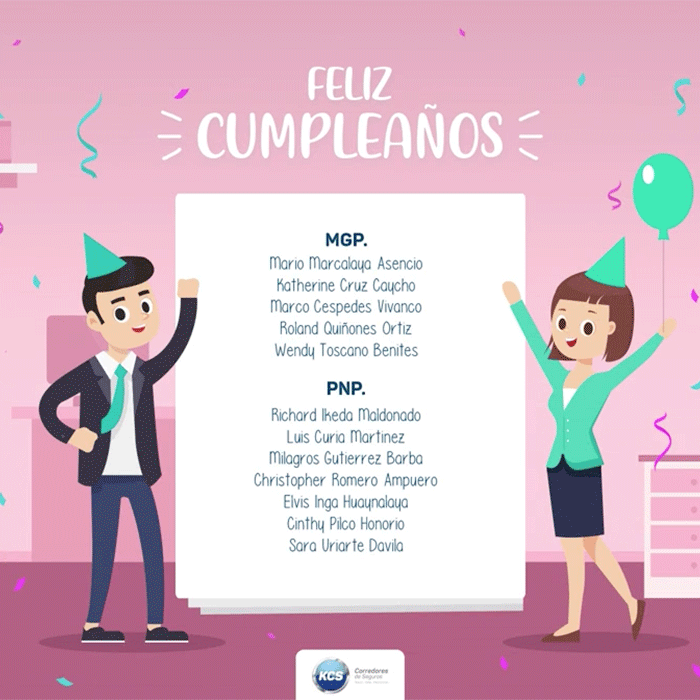 FELIZ
CUMPLEAÑOS
MGP.
Mario Marcalaya Asencio
Katherine Cruz Caycho
Marco Cespedes Vivanco
Roland Quiñones Ortiz
Wendy Toscano Benites
PNP.
Richard Ikeda Maldonado
Luis Curia Martinez
Milagros Gutierrez Barba
Christopher Romero Ampuero
Elvis Inga Huaynalaya
Cinthy Pilco Honorio
Sara Uriarte Davila
KCS
Corredores
de Seguros